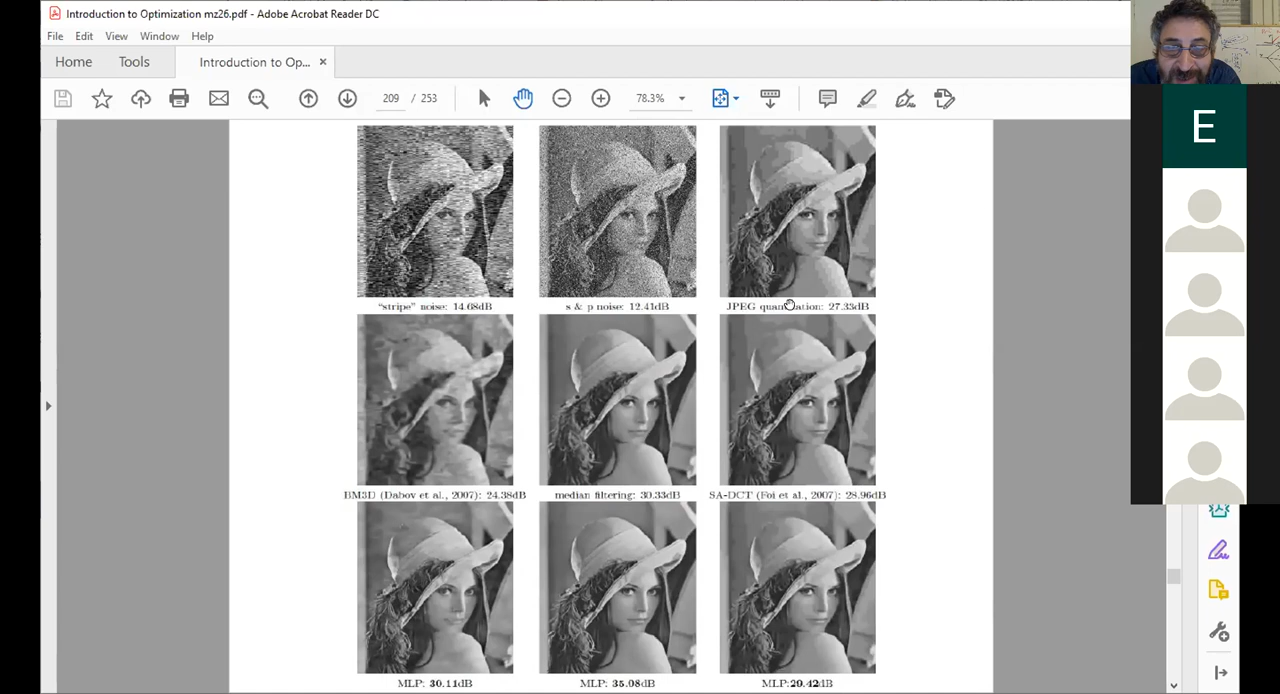 Introduction to Optimization mz26.pdf - Adobe Acrobat Reader DC
File Edit View Window Help
Home Tools Introduction to Op... ×
209 / 253 78.3%
E
"stripe" noise: 14.68dB s & p noise: 12.41dB JPEG quantization: 27.33dB
BM3D (Dabov et al., 2007): 24.38dB median filtering: 30.33dB SA-DCT (Foi et al., 2007): 28.96dB
MLP: 30.11dB MLP: 35.08dB MLP:29.42dB